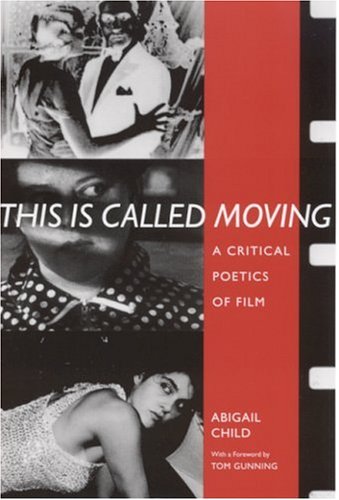 THIS IS CALLED MOVING
A CRITICAL
POETICS
OF FILM
ABIGAIL
CHILD
With a Foreword by
TOM GUNNING